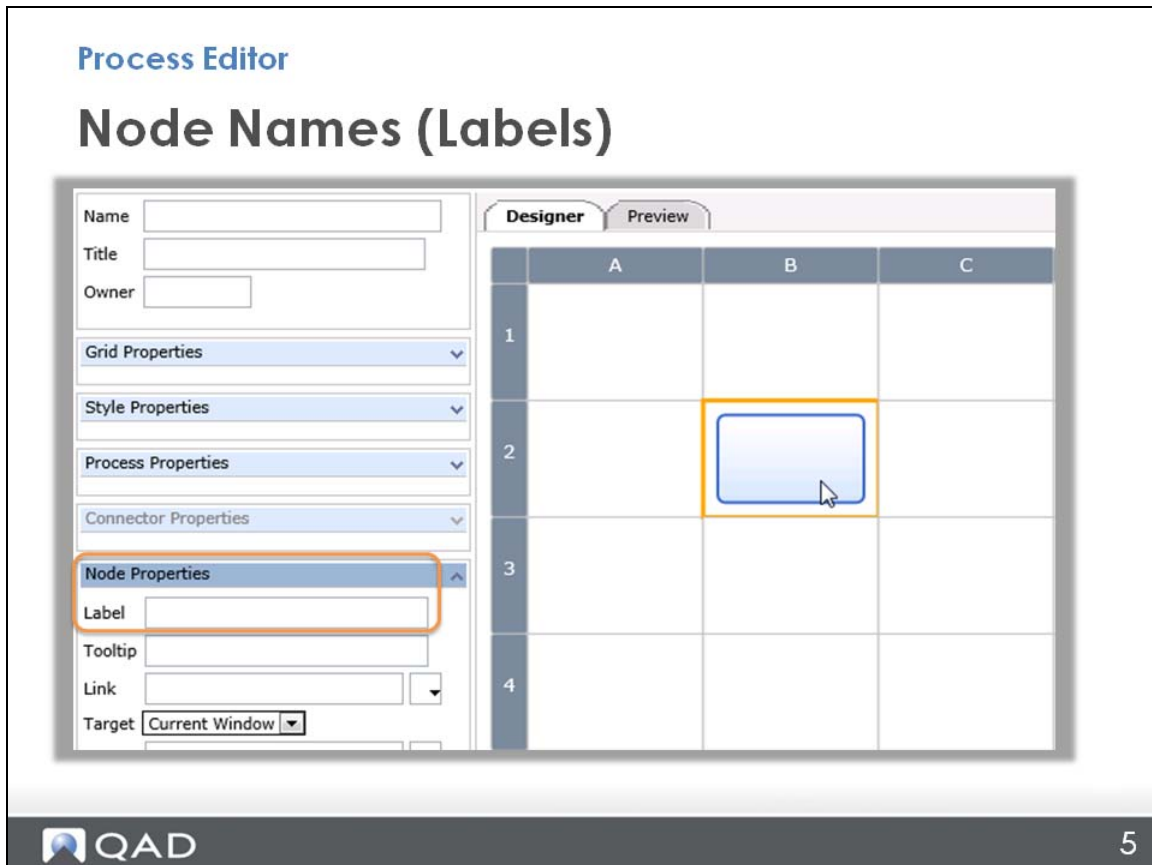 Process Editor
Node Names (Labels)
Name
Title
Owner
Grid Properties
Style Properties
Process Properties
Connector Properties
Node Properties
Label
Tooltip
Link
Target Current Window
Designer Preview
A B C
1
2
3
4
QAD 5